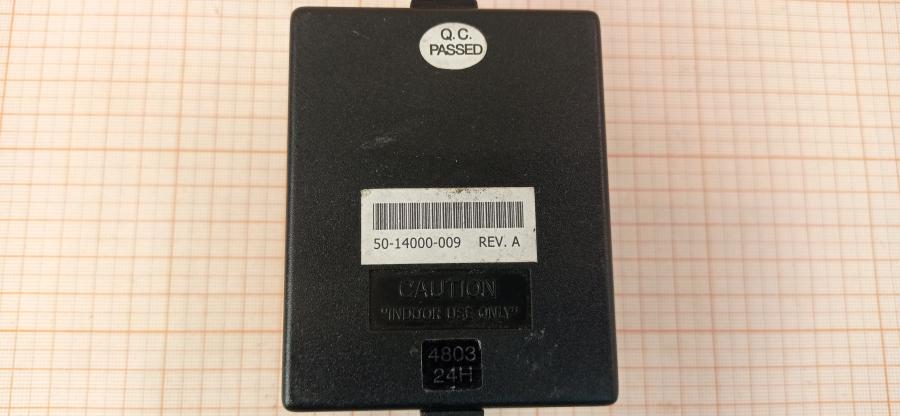 Q.C.
PASSED
50-14000-009 REV. A
CAUTION
"INDOOR USE ONLY"
4803
24H